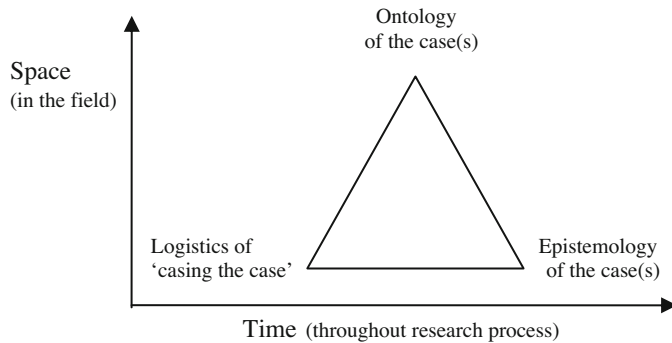 Ontology
of the case(s)
Space
(in the field)
Logistics of
‘casing the case’
Epistemology
of the case(s)
Time (throughout research process)